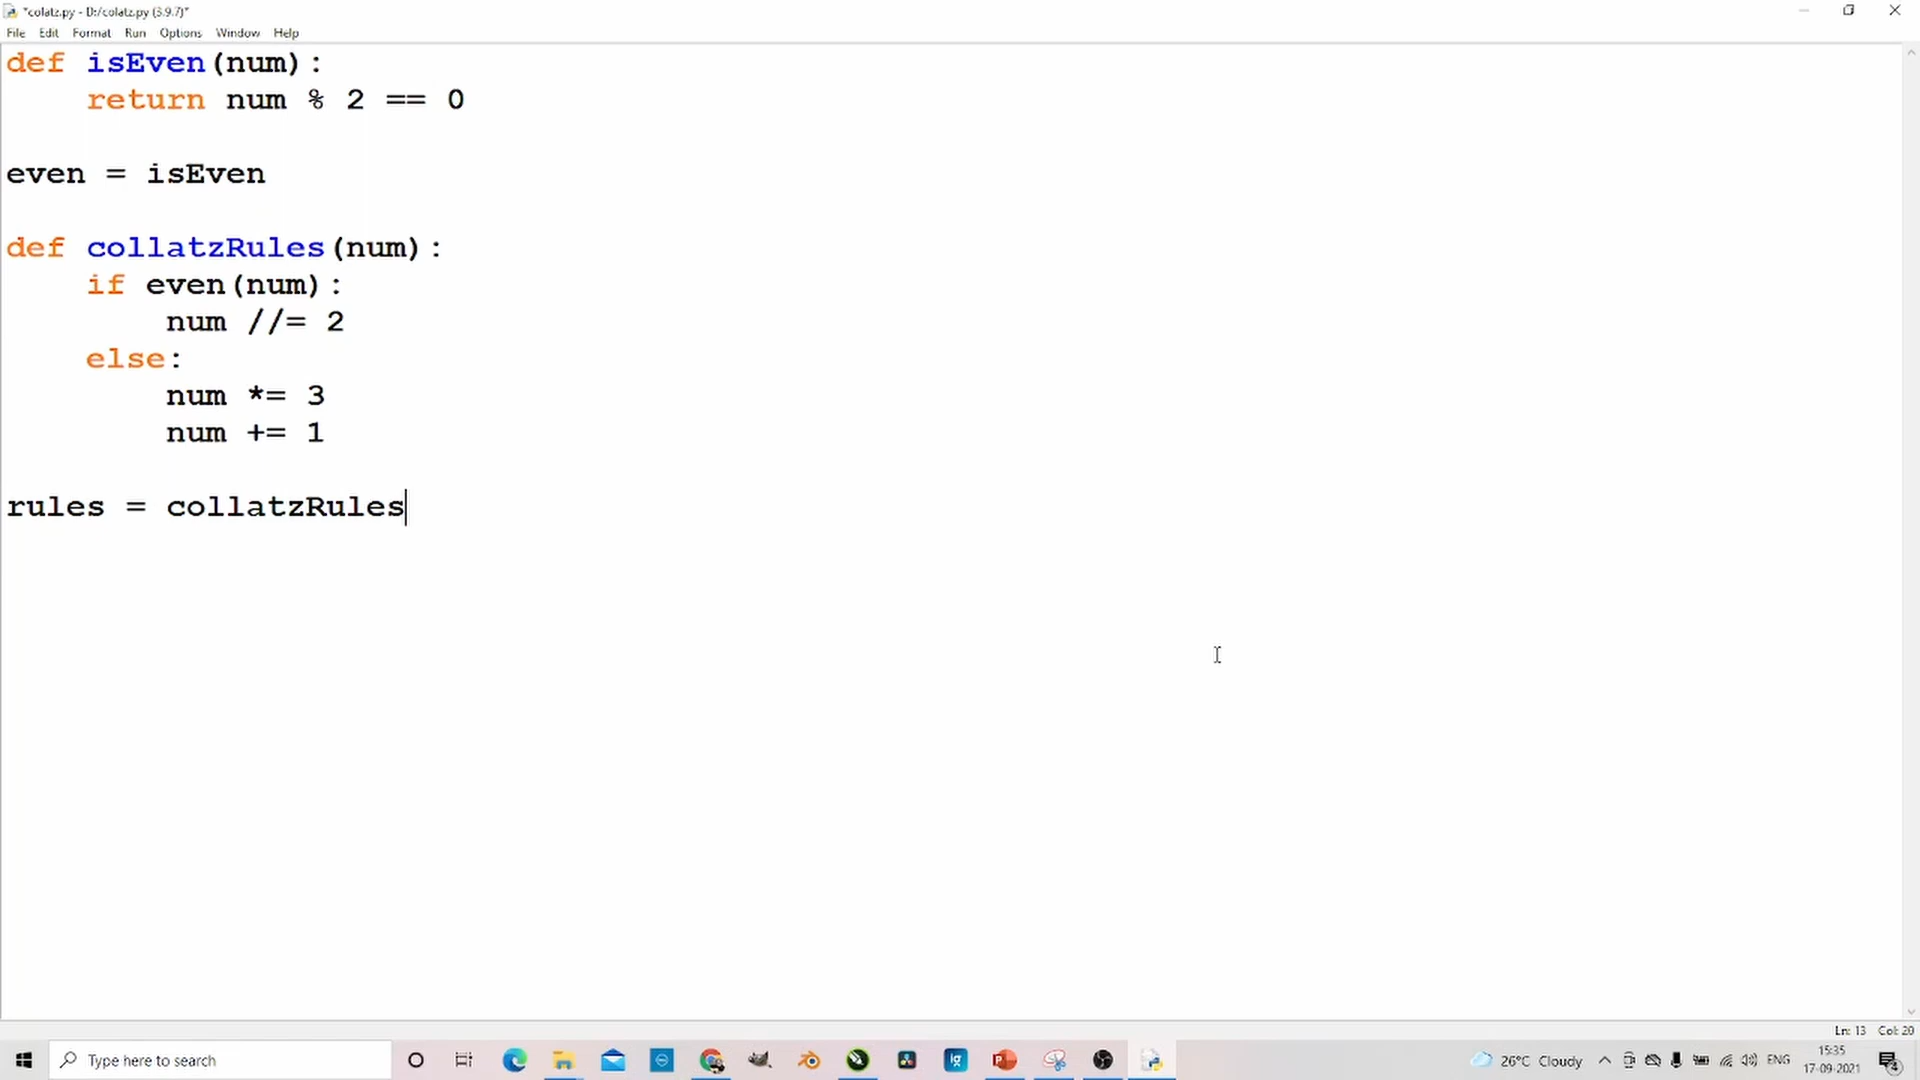 *colatz.py - D:/colatz.py (3.9.7)*
File Edit Format Run Options Window Help
def isEven(num):
    return num % 2 == 0

even = isEven

def collatzRules(num):
    if even(num):
        num //= 2
    else:
        num *= 3
        num += 1

rules = collatzRules
Ln: 13 Col: 20
Type here to search
26°C Cloudy
ENG
15:35
17-09-2021